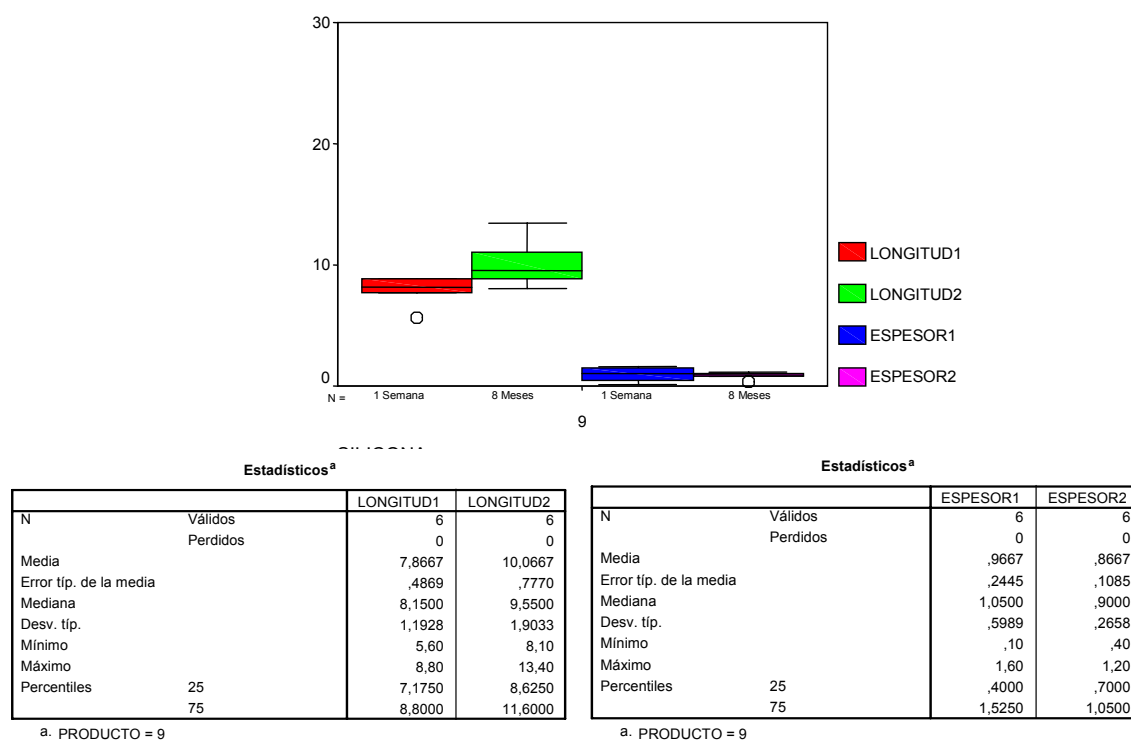 30
20
10
0
N = 1 Semana 8 Meses 1 Semana 8 Meses
9
LONGITUD1
LONGITUD2
ESPESOR1
ESPESOR2
Estadísticos a
LONGITUD1 LONGITUD2
N Válidos 6 6
Perdidos 0 0
Media 7,8667 10,0667
Error típ. de la media ,4869 ,7770
Mediana 8,1500 9,5500
Desv. típ. 1,1928 1,9033
Mínimo 5,60 8,10
Máximo 8,80 13,40
Percentiles 25 7,1750 8,6250
75 8,8000 11,6000
a. PRODUCTO = 9
Estadísticos a
ESPESOR1 ESPESOR2
N Válidos 6 6
Perdidos 0 0
Media ,9667 ,8667
Error típ. de la media ,2445 ,1085
Mediana 1,0500 ,9000
Desv. típ. ,5989 ,2658
Mínimo ,10 ,40
Máximo 1,60 1,20
Percentiles 25 ,4000 ,7000
75 1,5250 1,0500
a. PRODUCTO = 9